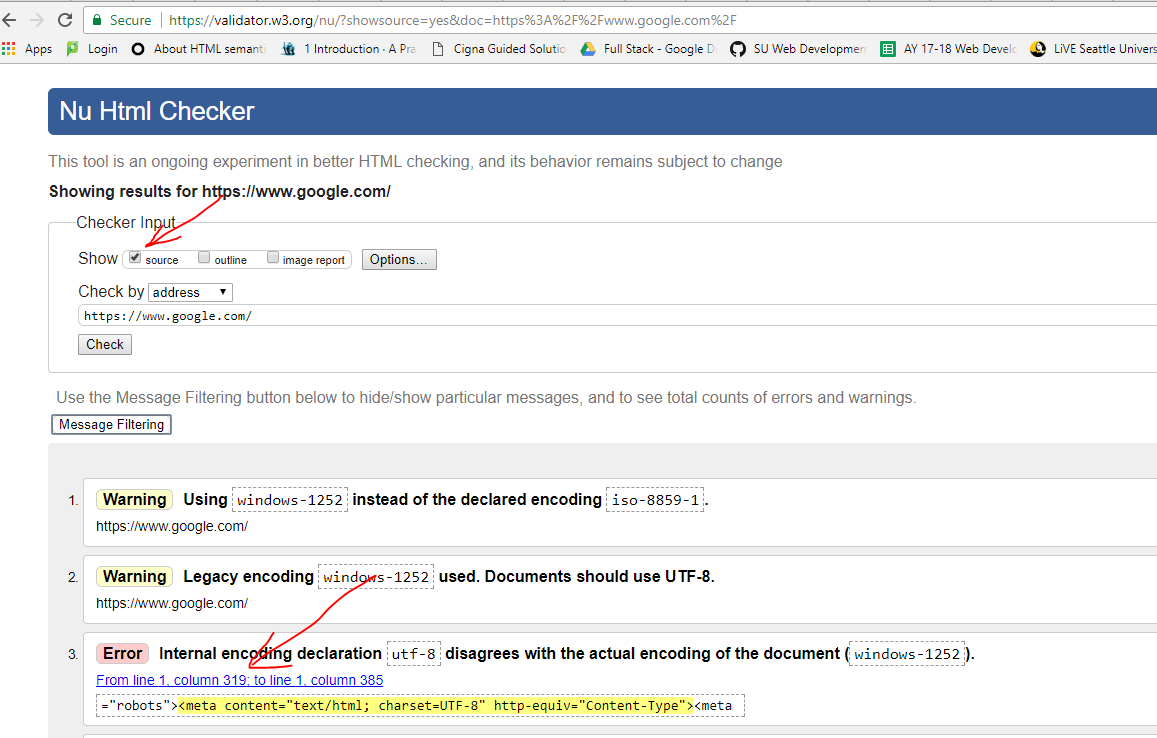 Secure https://validator.w3.org/nu/?showsource=yes&doc=https%3A%2F%2Fwww.google.com%2F
Apps Login About HTML semanti 1 Introduction · A Pra Cigna Guided Solutio Full Stack - Google D SU Web Developmen AY 17-18 Web Develo LiVE Seattle Univers
Nu Html Checker
This tool is an ongoing experiment in better HTML checking, and its behavior remains subject to change
Showing results for https://www.google.com/
Checker Input
Show source outline image report Options...
Check by address
https://www.google.com/
Check
Use the Message Filtering button below to hide/show particular messages, and to see total counts of errors and warnings.
Message Filtering
1. Warning Using windows-1252 instead of the declared encoding iso-8859-1.
https://www.google.com/
2. Warning Legacy encoding windows-1252 used. Documents should use UTF-8.
https://www.google.com/
3. Error Internal encoding declaration utf-8 disagrees with the actual encoding of the document (windows-1252).
From line 1, column 319; to line 1, column 385
="robots"><meta content="text/html; charset=UTF-8" http-equiv="Content-Type"><meta